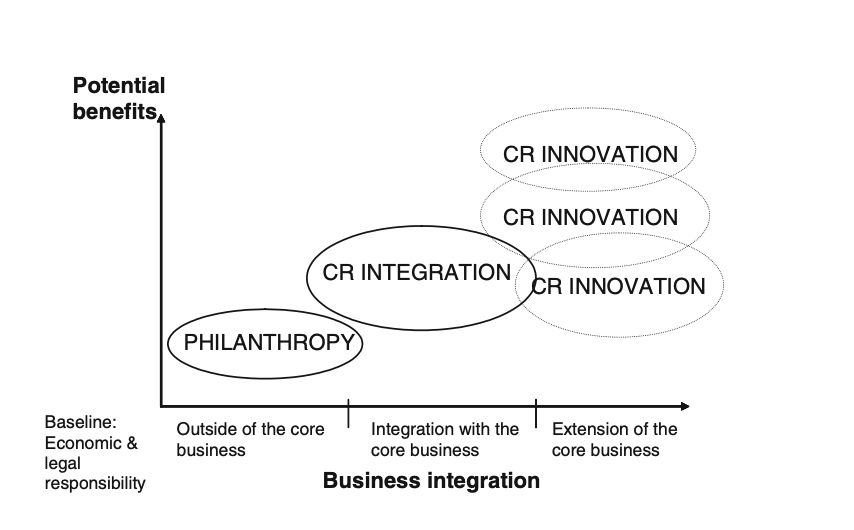 Potential
benefits
CR INNOVATION
CR INNOVATION
CR INTEGRATION
CR INNOVATION
PHILANTHROPY
Baseline:
Economic &
legal
responsibility
Outside of the core
business
Integration with the
core business
Extension of the
core business
Business integration